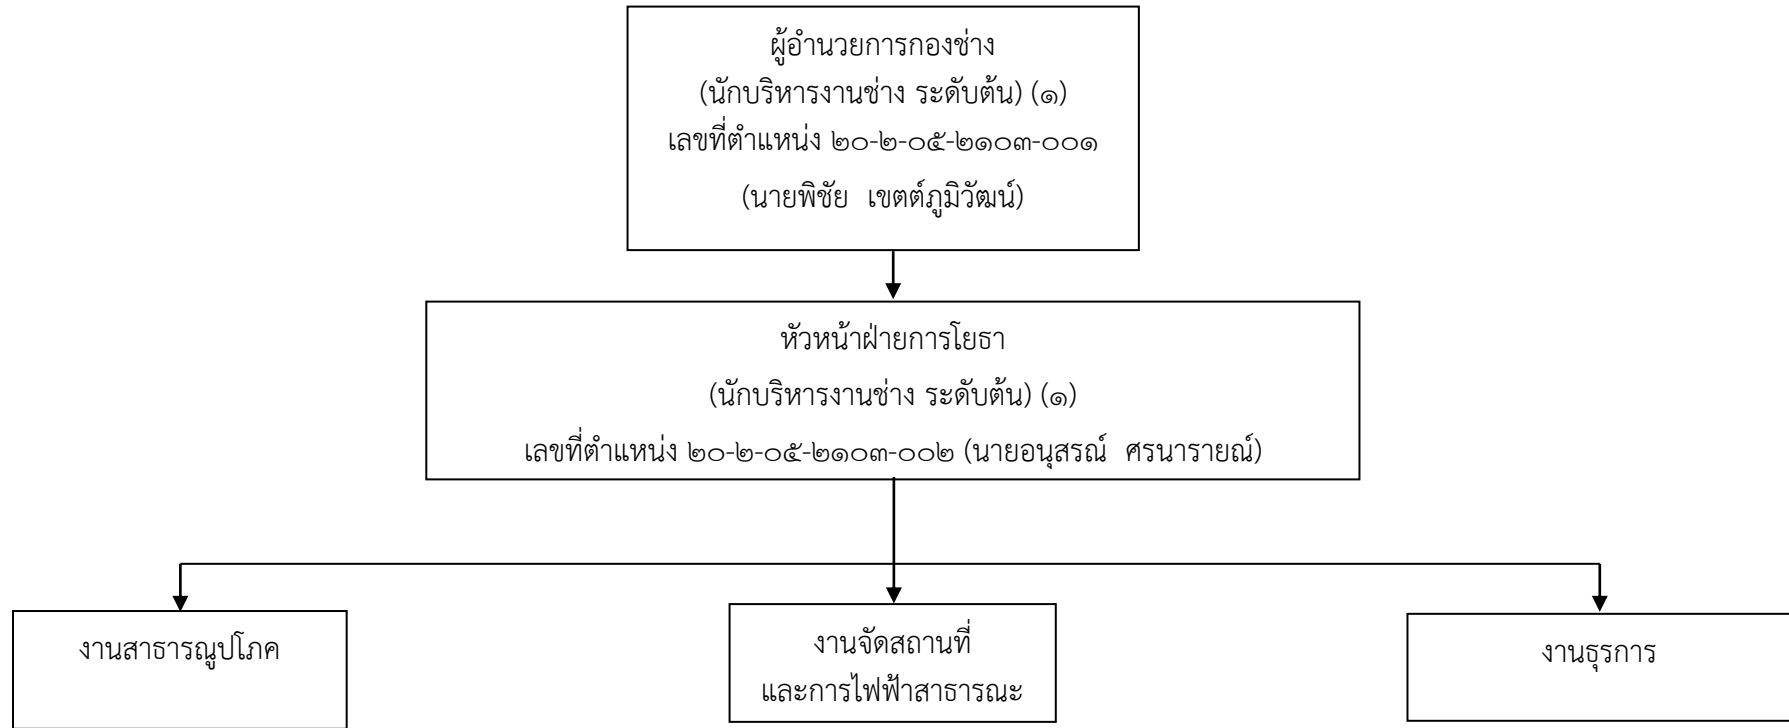 ผู้อำนวยการกองช่าง
(นักบริหารงานช่าง ระดับต้น) (๑)
เลขที่ตำแหน่ง ๒๐-๒-๐๕-๒๑๐๓-๐๐๑
(นายพิชัย เขตต์ภูมิวัฒน์)
หัวหน้าฝ่ายการโยธา
(นักบริหารงานช่าง ระดับต้น) (๑)
เลขที่ตำแหน่ง ๒๐-๒-๐๕-๒๑๐๓-๐๐๒ (นายอนุสรณ์ ศรนารายณ์)
งานสาธารณูปโภค
งานจัดสถานที่
และการไฟฟ้าสาธารณะ
งานธุรการ